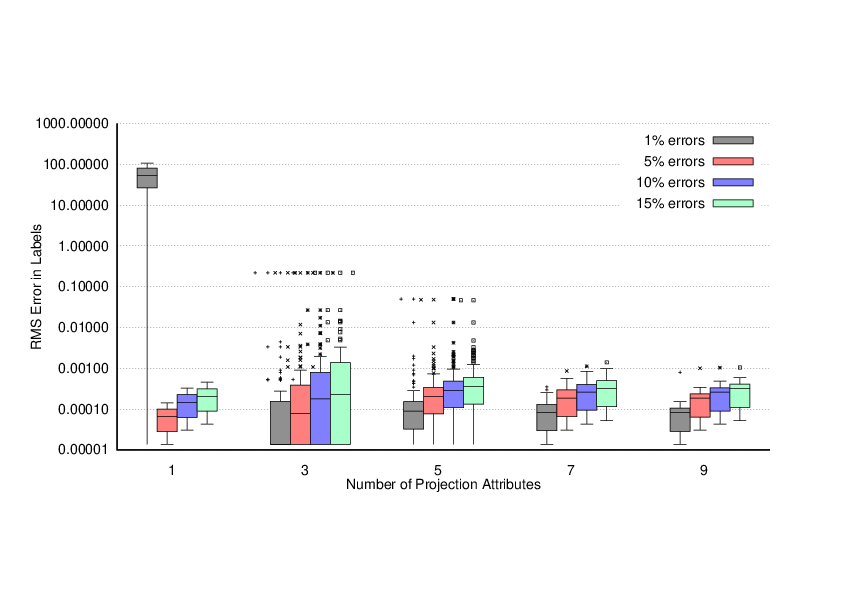 1000.00000
100.00000
10.00000
1.00000
0.10000
0.01000
0.00100
0.00010
0.00001
RMS Error in Labels
1% errors
5% errors
10% errors
15% errors
1 3 5 7 9
Number of Projection Attributes